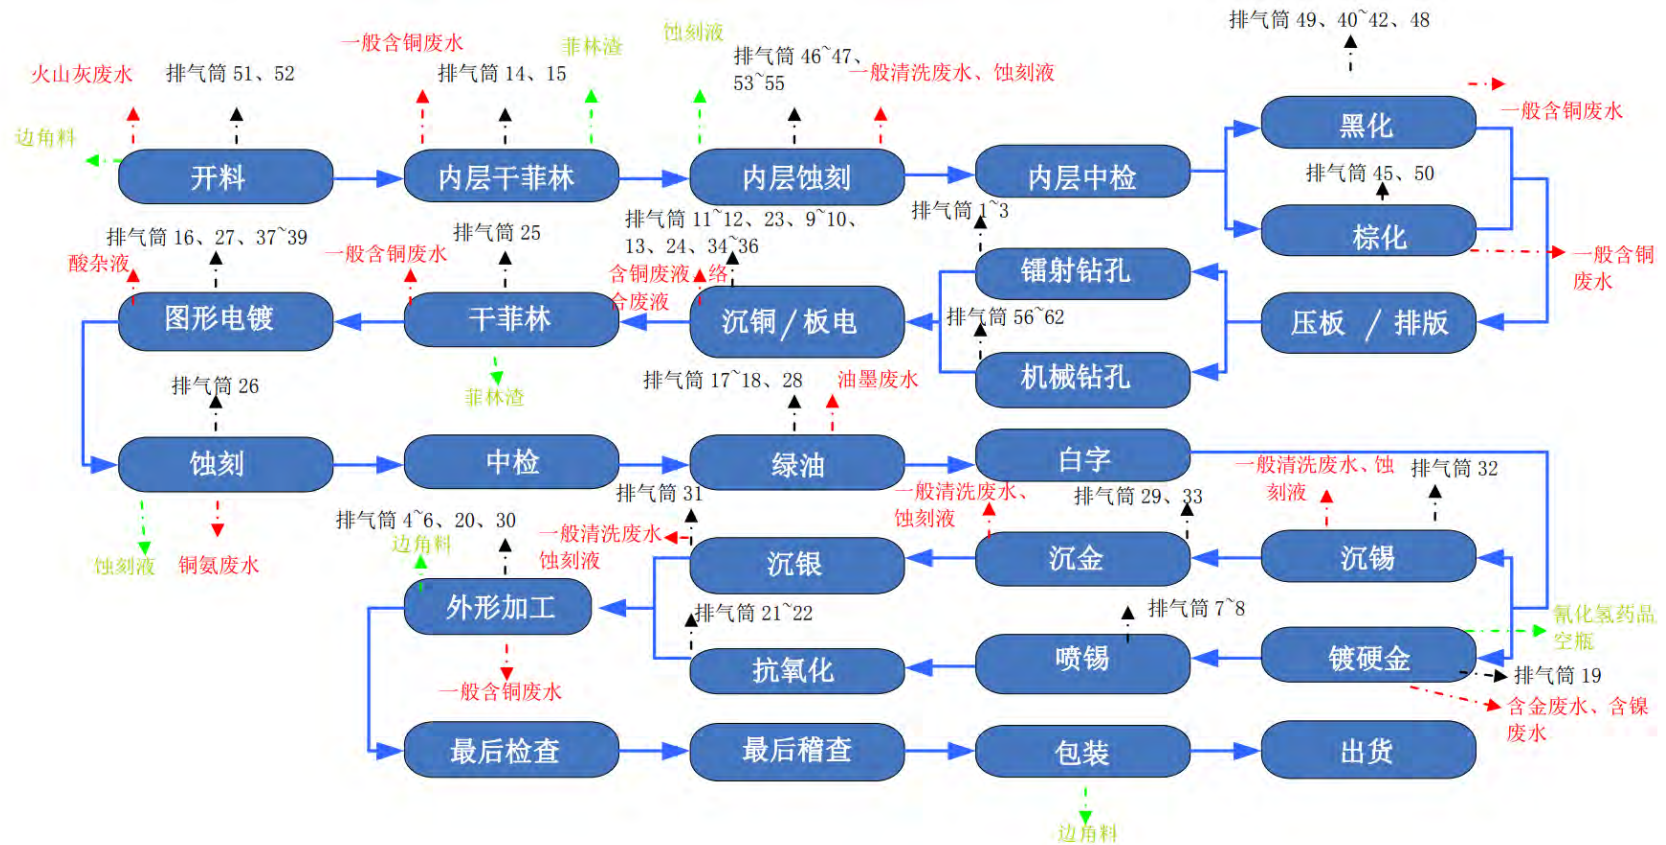 排气筒 49、40~42、48
一般含铜废水
菲林渣
蚀刻液
排气筒 46~47、
53~55
火山灰废水
排气筒 51、52
排气筒 14、15
一般清洗废水、蚀刻液
一般含铜废水
边角料
黑化
开料
内层干菲林
内层蚀刻
内层中检
排气筒 45、50
棕化
排气筒 16、27、37~39
排气筒 25
排气筒 11~12、23、9~10、
13、24、34~36
排气筒 1~3
酸杂液
一般含铜废水
含铜废液、络
合废液
镭射钻孔
一般含铜
废水
图形电镀
干菲林
沉铜/板电
排气筒 56~62
压板 / 排版
机械钻孔
排气筒 26
菲林渣
排气筒 17~18、28
油墨废水
蚀刻
中检
绿油
白字
排气筒 31
一般清洗废水、
蚀刻液
排气筒 29、33
一般清洗废水、蚀
刻液
排气筒 32
蚀刻液
铜氨废水
排气筒 4~6、20、30
边角料
一般清洗废水
蚀刻液
沉银
沉金
沉锡
外形加工
排气筒 21~22
排气筒 7~8
氰化氢药品
空瓶
抗氧化
喷锡
镀硬金
排气筒 19
一般含铜废水
含金废水、含镍
废水
最后检查
最后稽查
包装
出货
边角料